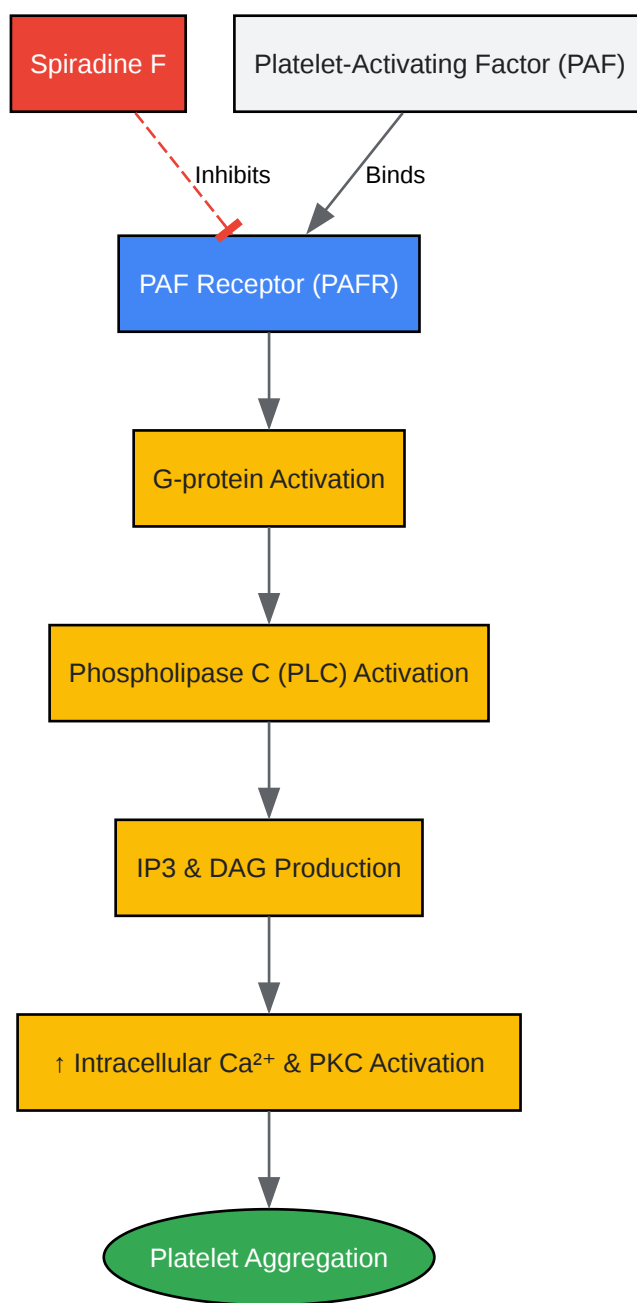 Spiradine F
Platelet-Activating Factor (PAF)
Inhibits
Binds
PAF Receptor (PAFR)
G-protein Activation
Phospholipase C (PLC) Activation
IP3 & DAG Production
↑ Intracellular Ca²⁺ & PKC Activation
Platelet Aggregation